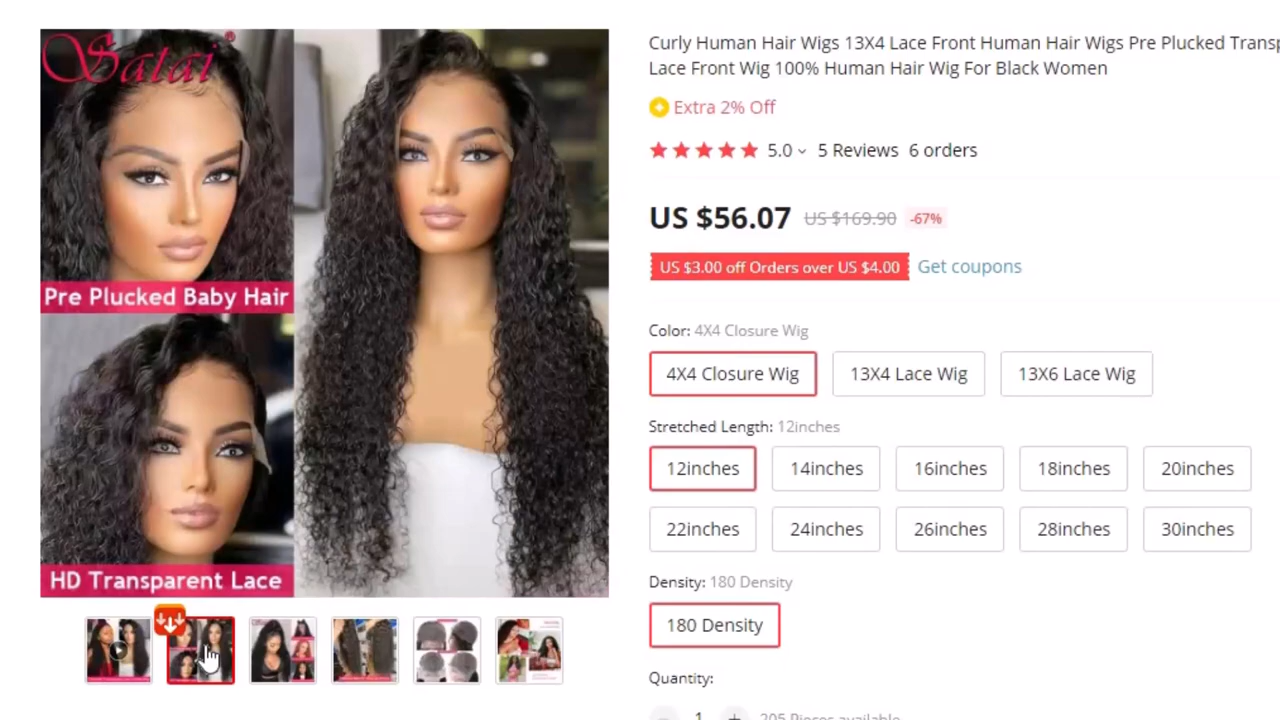 Satai®
Pre Plucked Baby Hair
HD Transparent Lace
Curly Human Hair Wigs 13X4 Lace Front Human Hair Wigs Pre Plucked Transp
Lace Front Wig 100% Human Hair Wig For Black Women
Extra 2% Off
5.0 5 Reviews 6 orders
US $56.07 US $169.90 -67%
US $3.00 off Orders over US $4.00 Get coupons
Color: 4X4 Closure Wig
4X4 Closure Wig 13X4 Lace Wig 13X6 Lace Wig
Stretched Length: 12inches
12inches 14inches 16inches 18inches 20inches
22inches 24inches 26inches 28inches 30inches
Density: 180 Density
180 Density
Quantity:
1 205 Pieces available